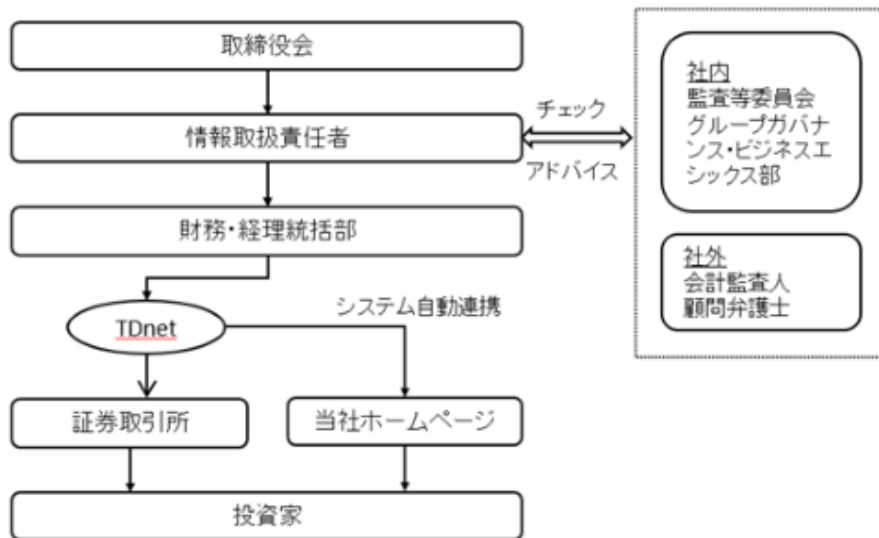 取締役会
情報取扱責任者
チェック
アドバイス
社内
監査等委員会
グループガバナ
ンス・ビジネスエ
シックス部
社外
会計監査人
顧問弁護士
財務・経理統括部
TDnet
システム自動連携
証券取引所
当社ホームページ
投資家